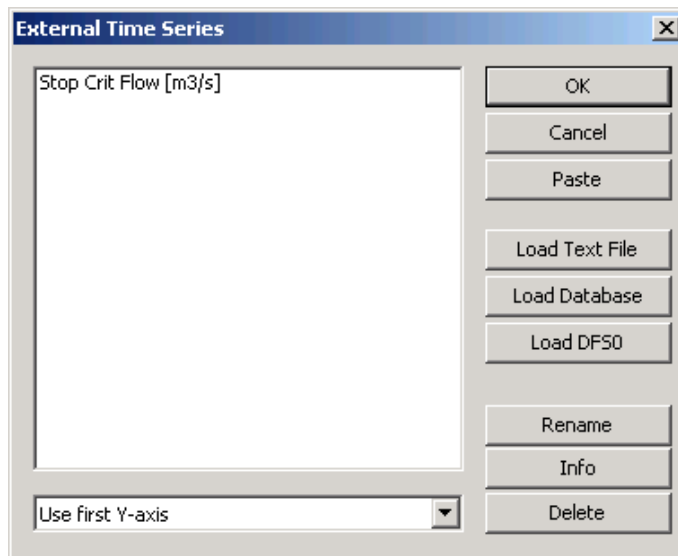 External Time Series
Stop Crit Flow [m3/s]
OK
Cancel
Paste
Load Text File
Load Database
Load DFS0
Rename
Info
Delete
Use first Y-axis